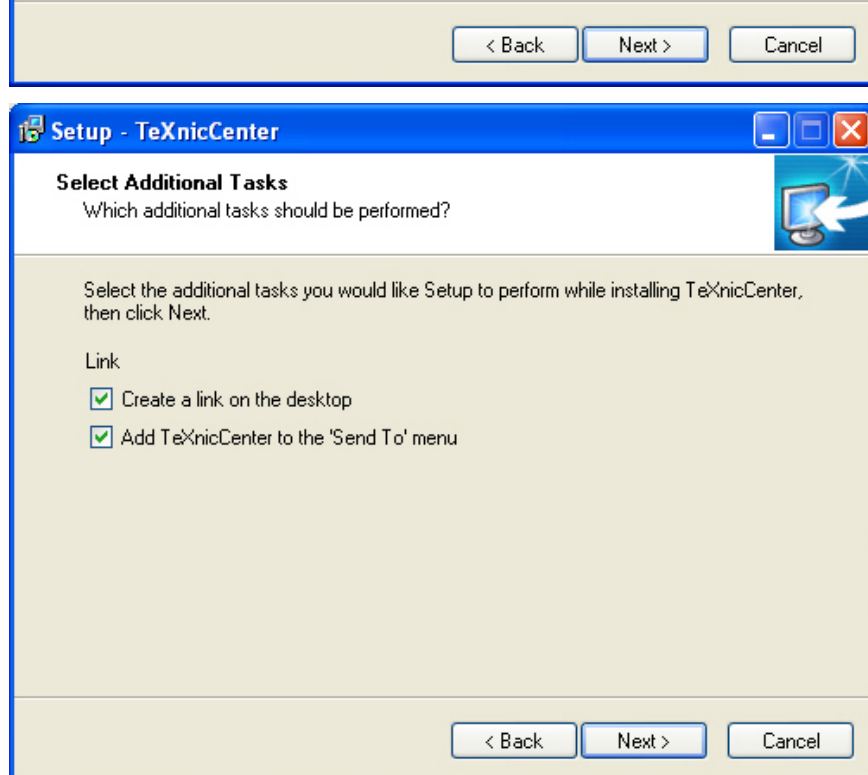 < Back Next > Cancel
Setup - TeXnicCenter
Select Additional Tasks
Which additional tasks should be performed?
Select the additional tasks you would like Setup to perform while installing TeXnicCenter,
then click Next.
Link
Create a link on the desktop
Add TeXnicCenter to the 'Send To' menu
< Back Next > Cancel